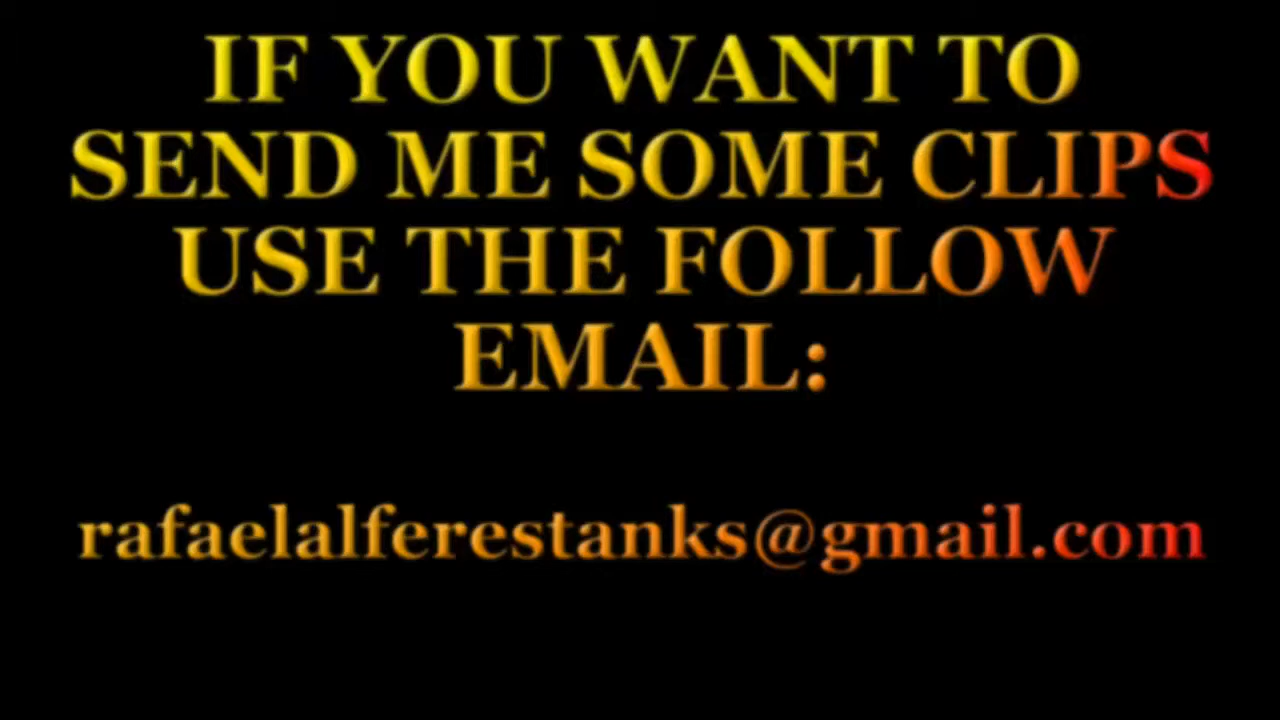 IF YOU WANT TO
SEND ME SOME CLIPS
USE THE FOLLOW
EMAIL:
rafaelalferestanks@gmail.com